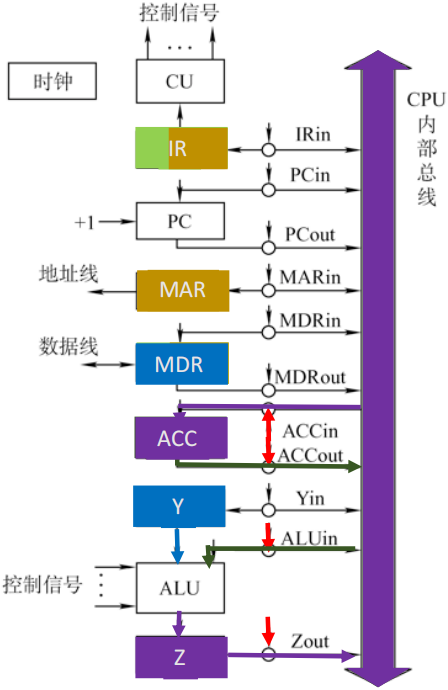 控制信号
…
时钟
CU
CPU
内
部
总
线
IR
IRin
PCin
+1
PC
PCout
地址线
MAR
MARin
MDRin
数据线
MDR
MDRout
ACC
ACCin
ACCout
Y
Yin
ALUin
控制信号
ALU
Z
Zout